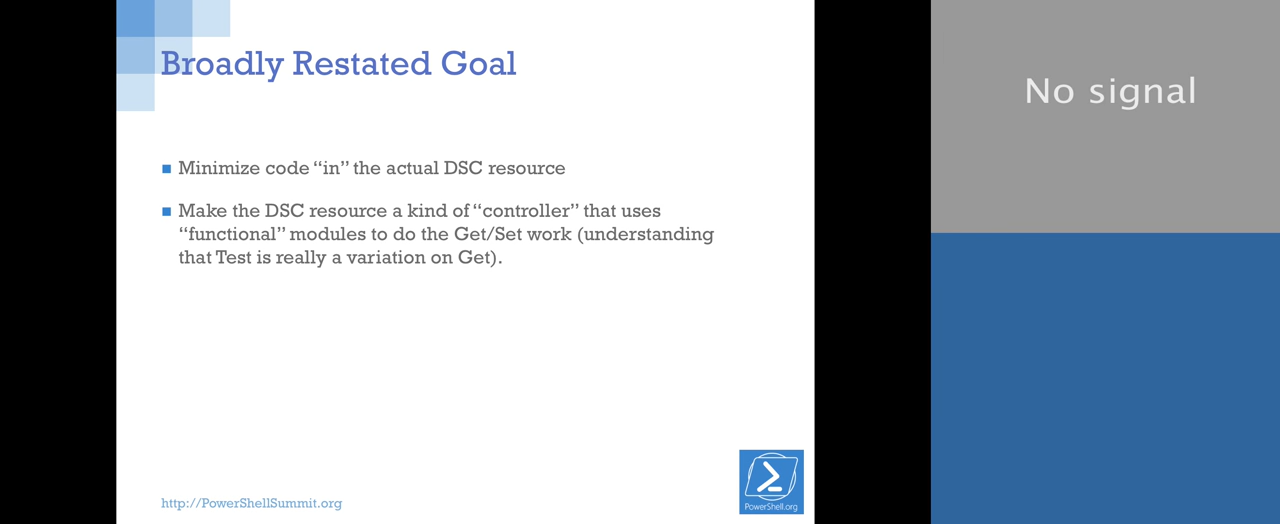 Broadly Restated Goal
Minimize code “in” the actual DSC resource
Make the DSC resource a kind of “controller” that uses
“functional” modules to do the Get/Set work (understanding
that Test is really a variation on Get).
http://PowerShellSummit.org
PowerShell.org
No signal